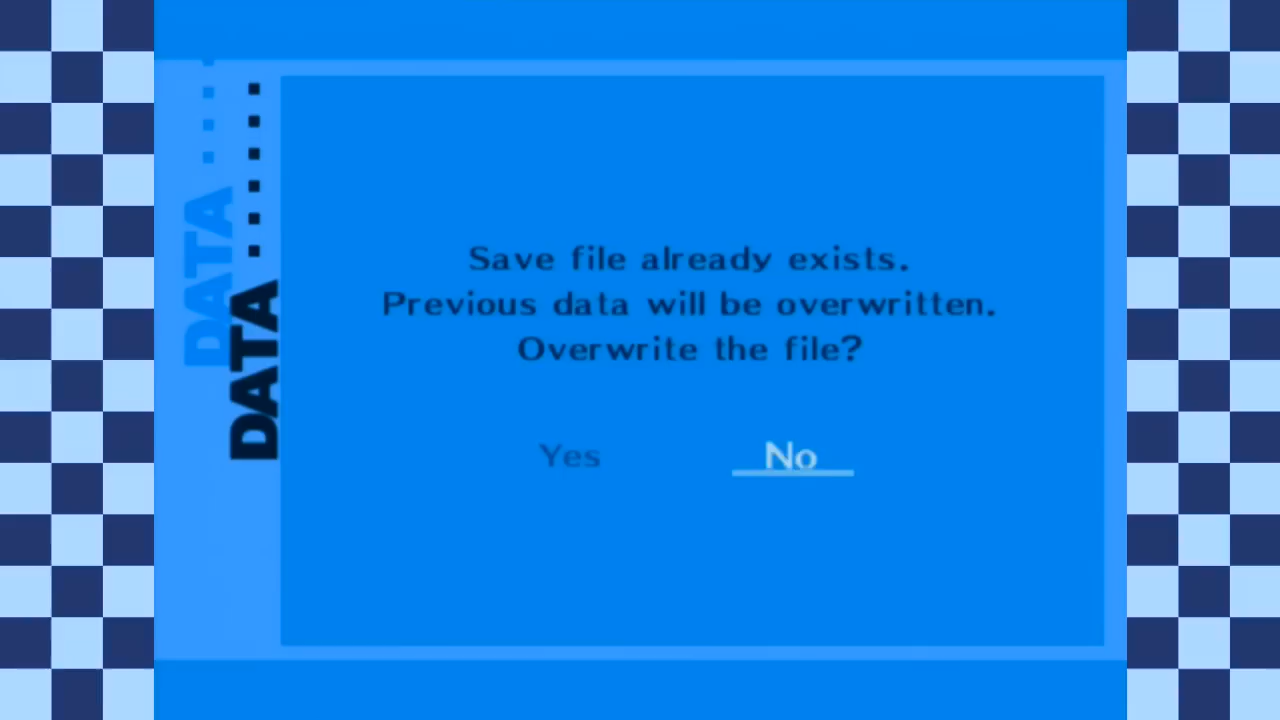 DATA......
DATA....
Save file already exists.
Previous data will be overwritten.
Overwrite the file?
Yes No